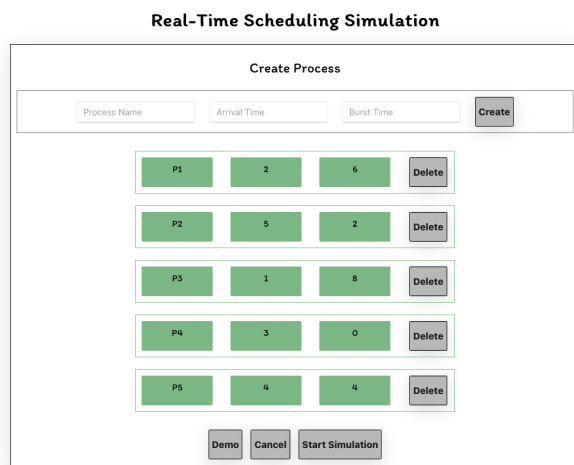 Real-Time Scheduling Simulation
Create Process
Process Name Arrival Time Burst Time Create
P1 2 6 Delete
P2 5 2 Delete
P3 1 8 Delete
P4 3 0 Delete
P5 4 4 Delete
Demo Cancel Start Simulation